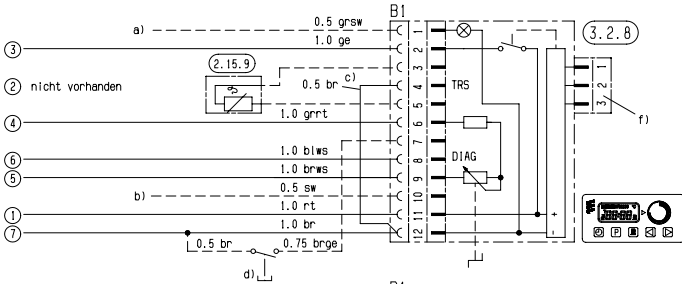 B1
a)
0.5 grsw
1
3
1.0 ge
2
3.2.8
2.15.9
3
1
2
nicht vorhanden
0.5 br
c)
4
TRS
2
5
3
4
1.0 grrt
6
f)
7
6
1.0 blws
8
DIAG
5
1.0 brws
9
b)
0.5 sw
10
1
1.0 rt
11
+
7
1.0 br
12
-
0.5 br
0.75 brge
d)
P